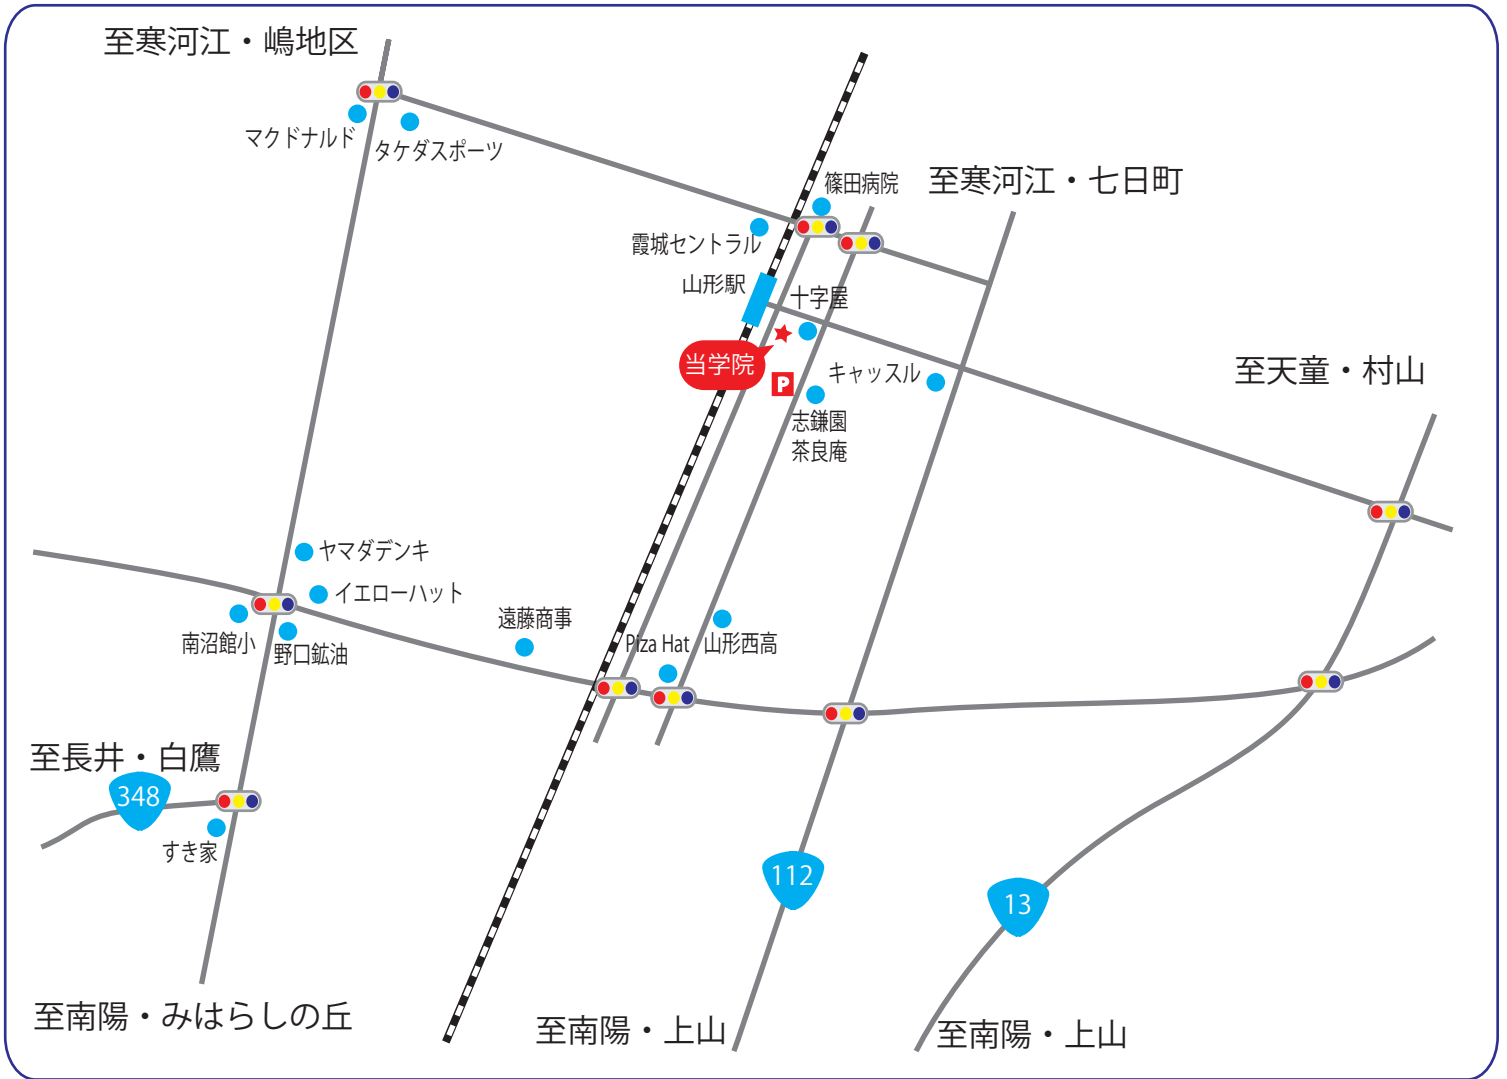 至寒河江・嶋地区
マクドナルド
タケダスポーツ
篠田病院
至寒河江・七日町
霞城セントラル
山形駅
十字屋
当学院
P
キャッスル
至天童・村山
志鎌園
茶良庵
ヤマダデンキ
イエローハット
遠藤商事
南沼館小
野口鉱油
Piza Hat
山形西高
至長井・白鷹
348
すき家
112
13
至南陽・みはらしの丘
至南陽・上山
至南陽・上山